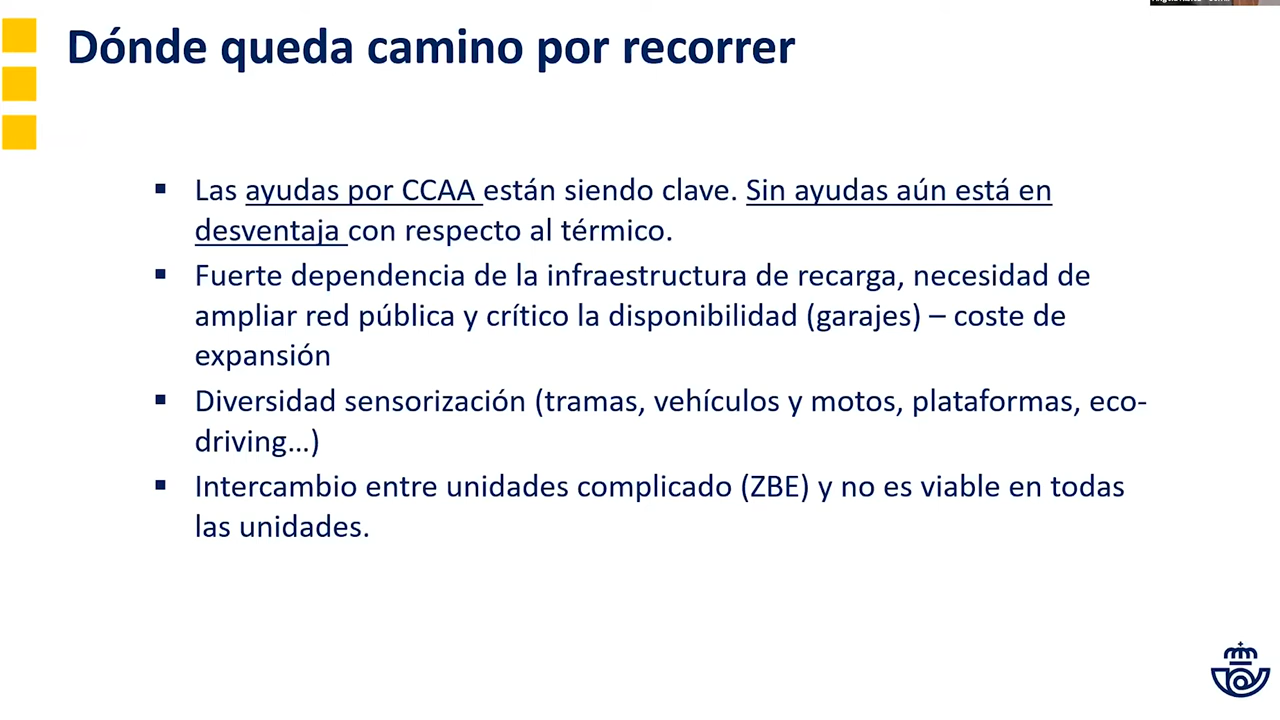 Dónde queda camino por recorrer
▪ Las ayudas por CCAA están siendo clave. Sin ayudas aún está en
desventaja con respecto al térmico.
▪ Fuerte dependencia de la infraestructura de recarga, necesidad de
ampliar red pública y crítico la disponibilidad (garajes) – coste de
expansión
▪ Diversidad sensorización (tramas, vehículos y motos, plataformas, eco-
driving...)
▪ Intercambio entre unidades complicado (ZBE) y no es viable en todas
las unidades.